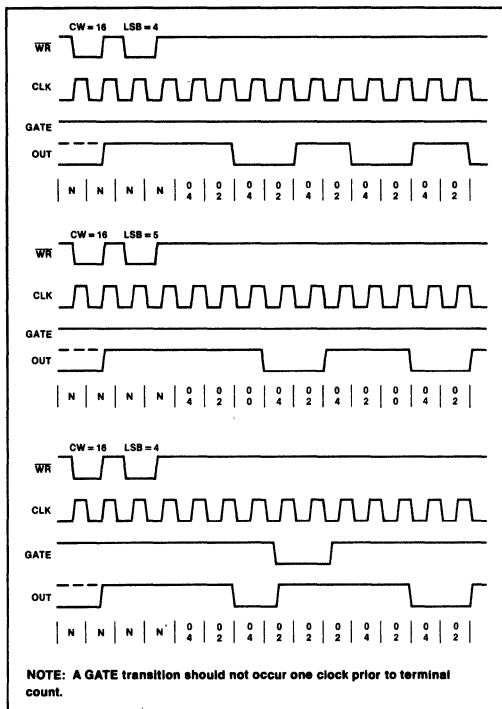 CW = 16 LSB = 4
WR
CLK
GATE
OUT
0 0 0 0 0 0 0 0 0 0
N N N N
4 2 4 2 4 2 4 2 4 2
CW = 16 LSB = 5
WR
CLK
GATE
OUT
0 0 0 0 0 0 0 0 0 0
N N N N
4 2 0 4 2 4 2 0 4 2
CW = 16 LSB = 4
WR
CLK
GATE
OUT
0 0 0 0 0 0 0 0 0 0
N N N N
4 2 4 2 2 2 4 2 4 2
NOTE: A GATE transition should not occur one clock prior to terminal
count.